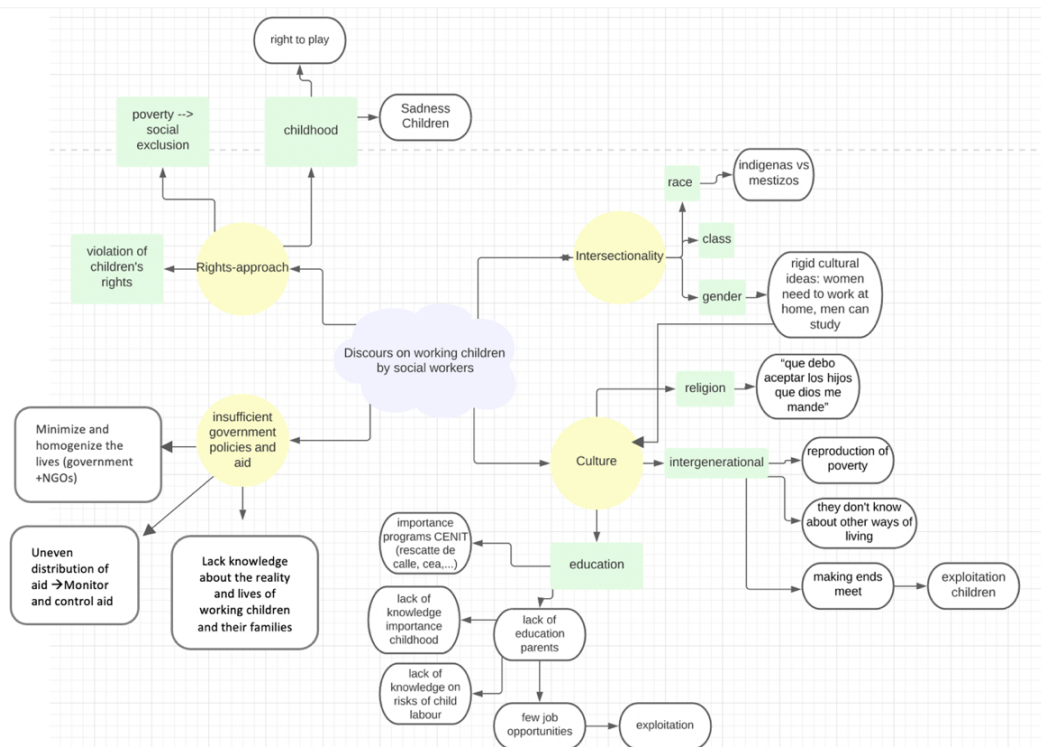 right to play
poverty -->
social
exclusion
childhood
Sadness
Children
violation of
children's
rights
Rights-approach
Intersectionality
race
indigenas vs
mestizos
class
gender
rigid cultural
ideas: women
need to work at
home, men can
study
Discours on working children
by social workers
religion
"que debo
aceptar los hijos
que dios me
mande"
insufficient
government
policies and
aid
Minimize and
homogenize the
lives (government
+NGOs)
Uneven
distribution of
aid →Monitor
and control aid
Lack knowledge
about the reality
and lives of
working children
and their families
Culture
intergenerational
reproduction of
poverty
they don't know
about other ways of
living
making ends
meet
exploitation
children
education
importance
programs CENIT
(rescatte de
calle, cea,...)
lack of
education
parents
lack of
knowledge
importance
childhood
lack of
knowledge on
risks of child
labour
few job
opportunities
exploitation